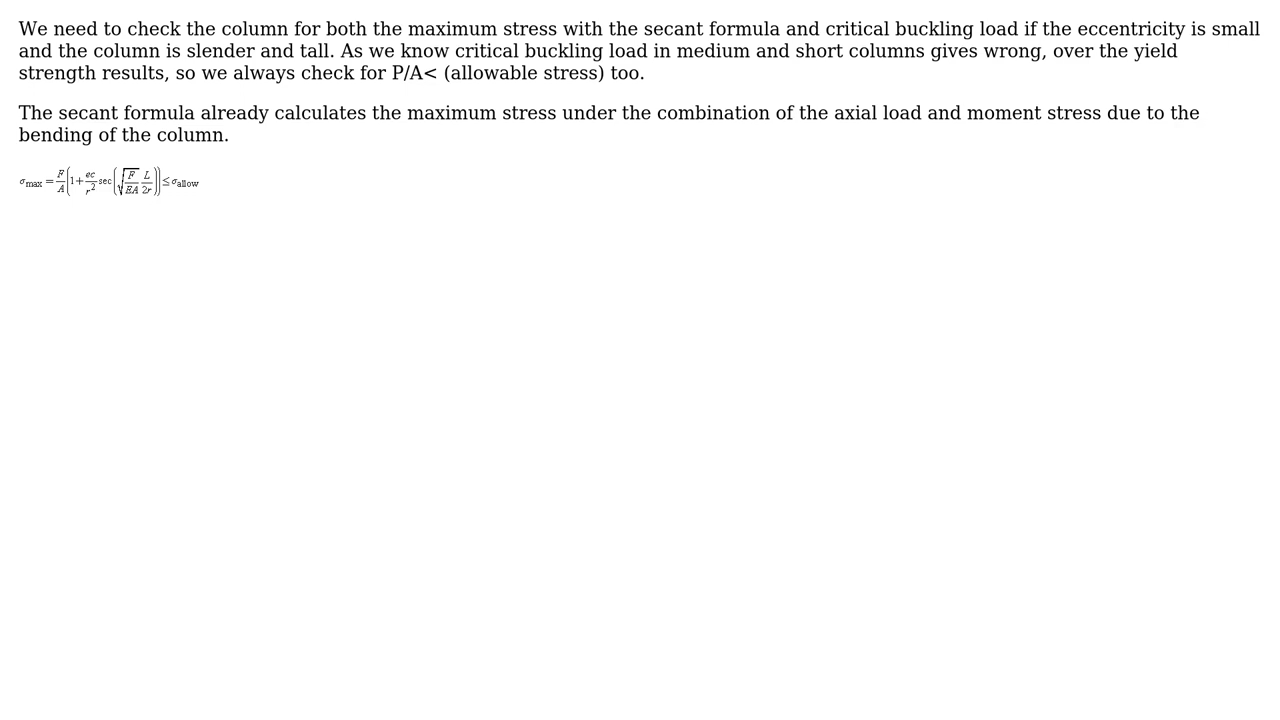 We need to check the column for both the maximum stress with the secant formula and critical buckling load if the eccentricity is small
and the column is slender and tall. As we know critical buckling load in medium and short columns gives wrong, over the yield
strength results, so we always check for P/A< (allowable stress) too.
The secant formula already calculates the maximum stress under the combination of the axial load and moment stress due to the
bending of the column.
σ_max = F/A (1 + ec/r² sec(√(F/EA) L/2r)) ≤ σ_allow